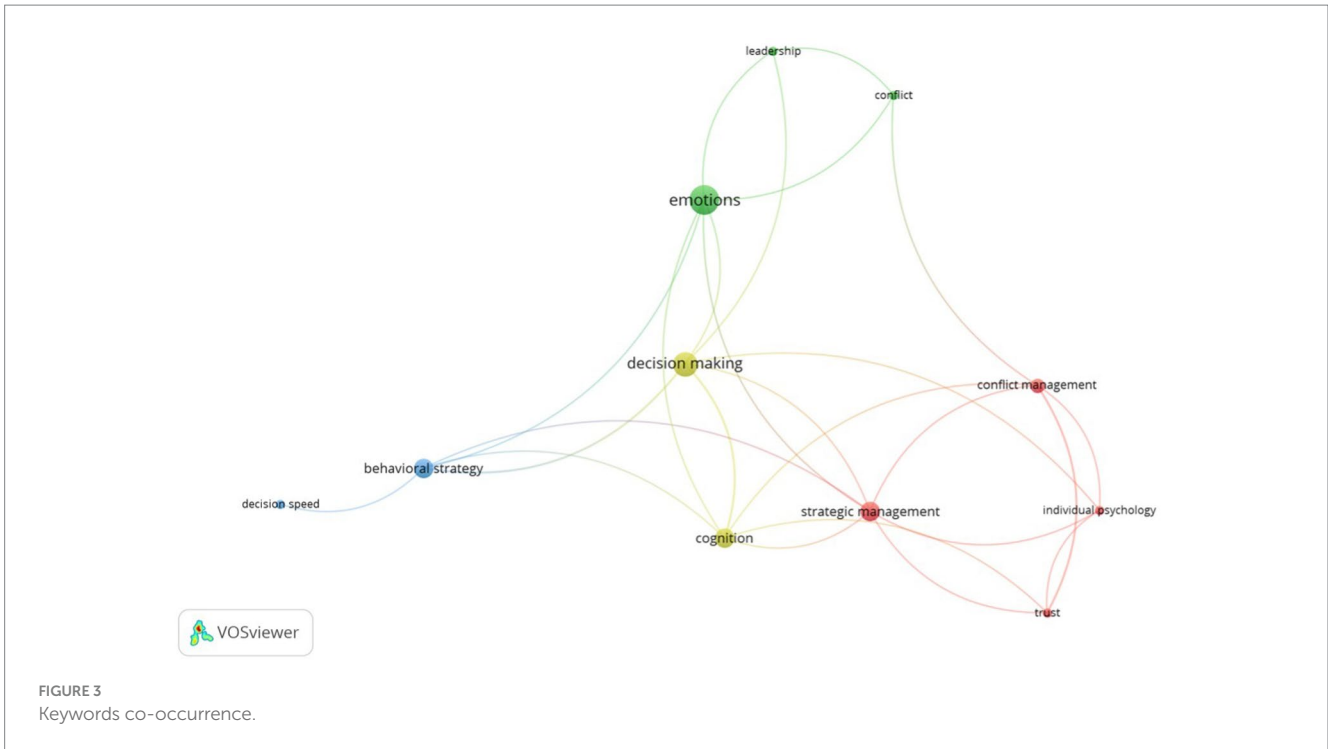 leadership
conflict
emotions
decision making
conflict management
behavioral strategy
decision speed
strategic management
individual psychology
cognition
trust
VOSviewer
FIGURE 3
Keywords co-occurrence.